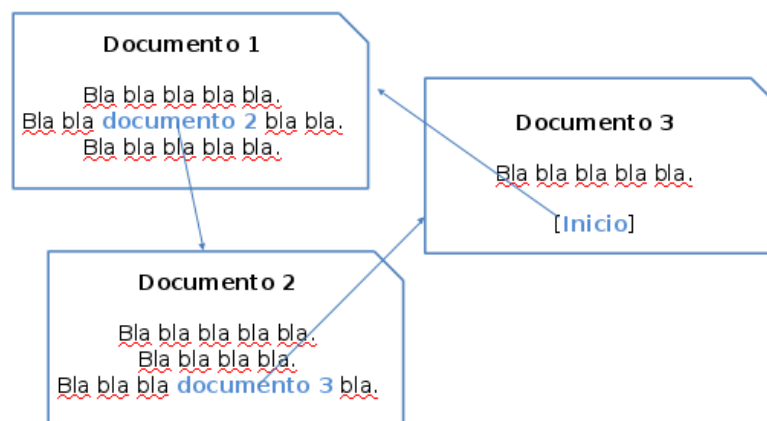 Documento 1
Bla bla bla bla bla.
Bla bla documento 2 bla bla.
Bla bla bla bla bla.
Documento 2
Bla bla bla bla bla.
Bla bla bla bla.
Bla bla bla documento 3 bla.
Documento 3
Bla bla bla bla bla.
[Inicio]